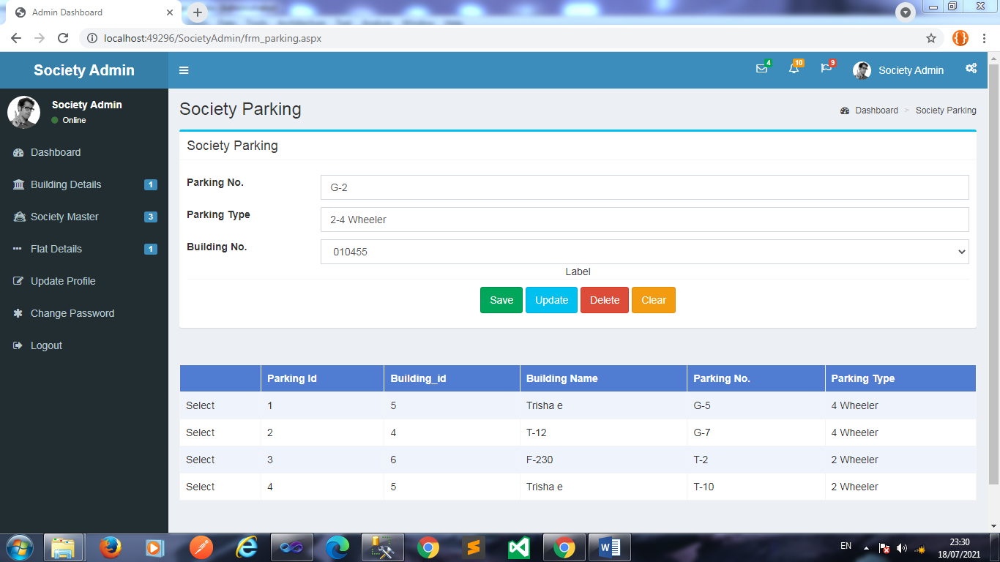 Admin Dashboard
localhost:49296/SocietyAdmin/frm_parking.aspx
Society Admin
4
10
9
Society Admin
Society Admin
Online
Society Parking
Dashboard > Society Parking
Dashboard
Building Details 1
Society Master 3
Flat Details 1
Update Profile
Change Password
Logout
Society Parking
Parking No. G-2
Parking Type 2-4 Wheeler
Building No. 010455
Label
Save Update Delete Clear
Parking Id Building_id Building Name Parking No. Parking Type
Select 1 5 Trisha e G-5 4 Wheeler
Select 2 4 T-12 G-7 4 Wheeler
Select 3 6 F-230 T-2 2 Wheeler
Select 4 5 Trisha e T-10 2 Wheeler
EN
23:30
18/07/2021